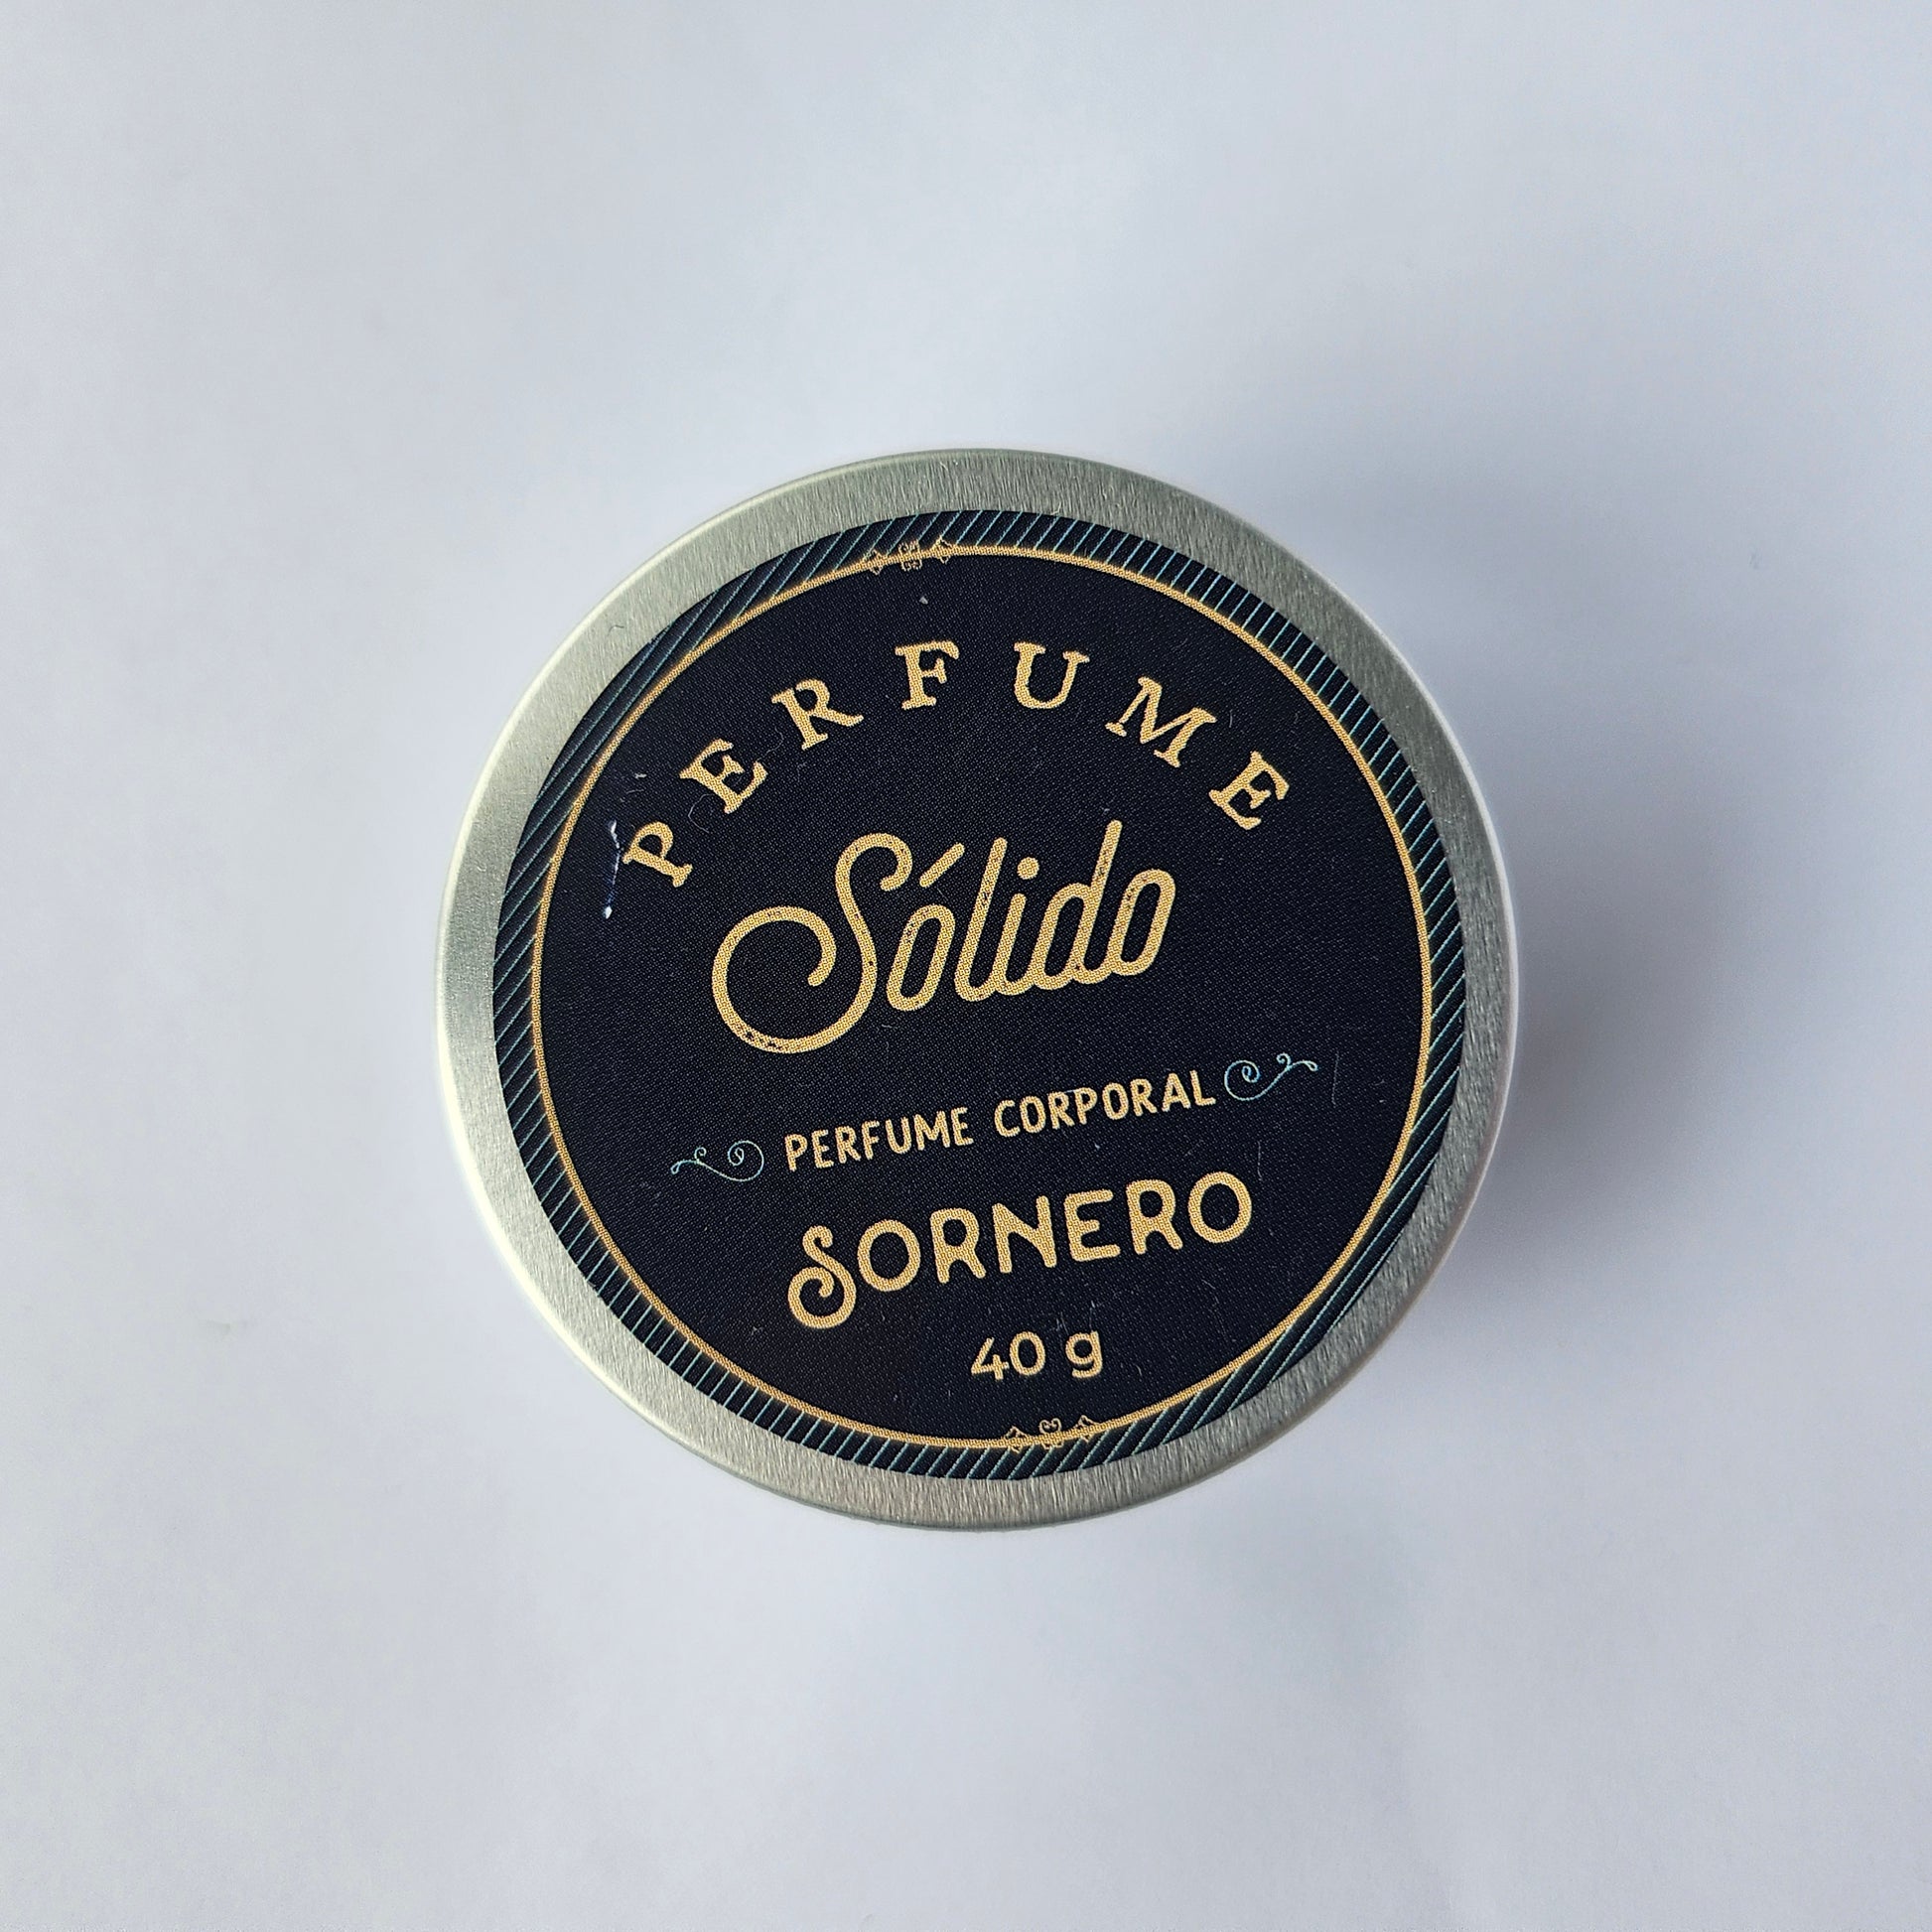 PERFUME
Sólido
PERFUME CORPORAL
SORNERO
40 g